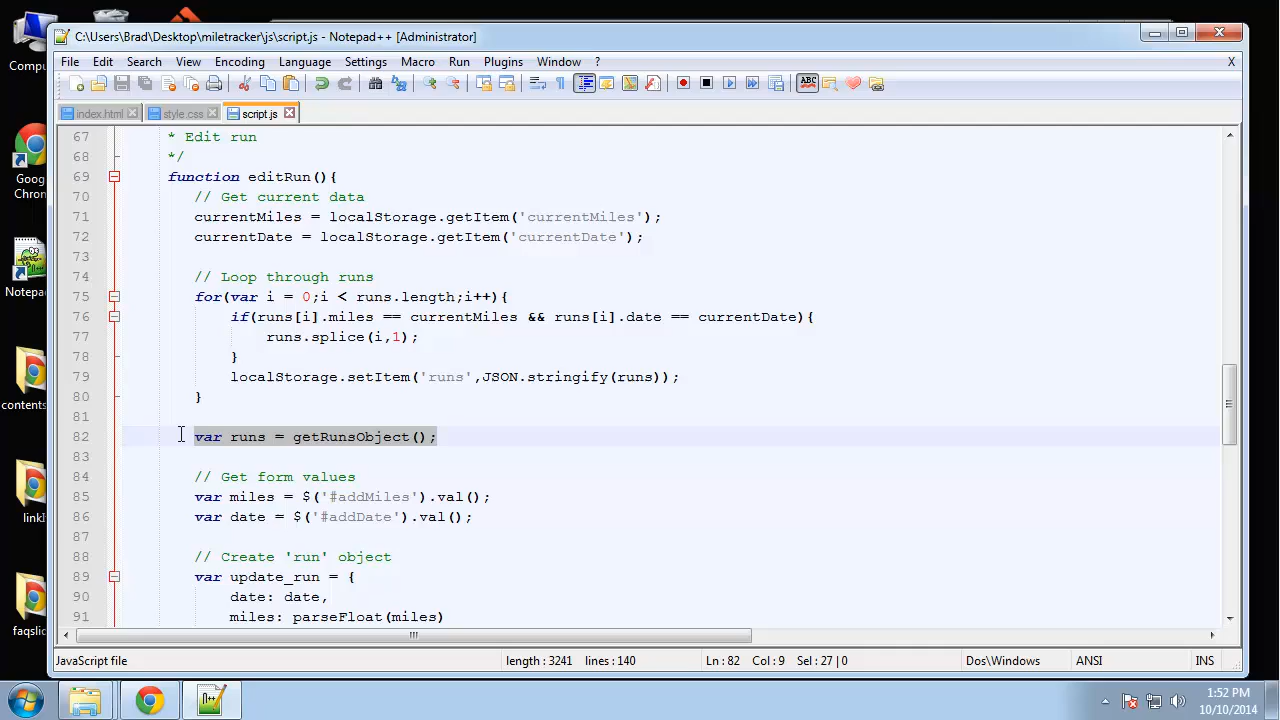 C:\Users\Brad\Desktop\miletracker\js\script.js - Notepad++ [Administrator]
File Edit Search View Encoding Language Settings Macro Run Plugins Window ? X
index.html style.css script.js
67 * Edit run
68 */
69 function editRun(){
70 // Get current data
71 currentMiles = localStorage.getItem('currentMiles');
72 currentDate = localStorage.getItem('currentDate');
73
74 // Loop through runs
75 for(var i = 0;i < runs.length;i++){
76 if(runs[i].miles == currentMiles && runs[i].date == currentDate){
77 runs.splice(i,1);
78 }
79 localStorage.setItem('runs',JSON.stringify(runs));
80 }
81
82 var runs = getRunsObject();
83
84 // Get form values
85 var miles = $('#addMiles').val();
86 var date = $('#addDate').val();
87
88 // Create 'run' object
89 var update_run = {
90 date: date,
91 miles: parseFloat(miles)
JavaScript file length : 3241 lines : 140 Ln : 82 Col : 9 Sel : 27 | 0 Dos\Windows ANSI INS
Compu
Goog
Chron
Notepa
contents
linkI
faqslic
1:52 PM
10/10/2014